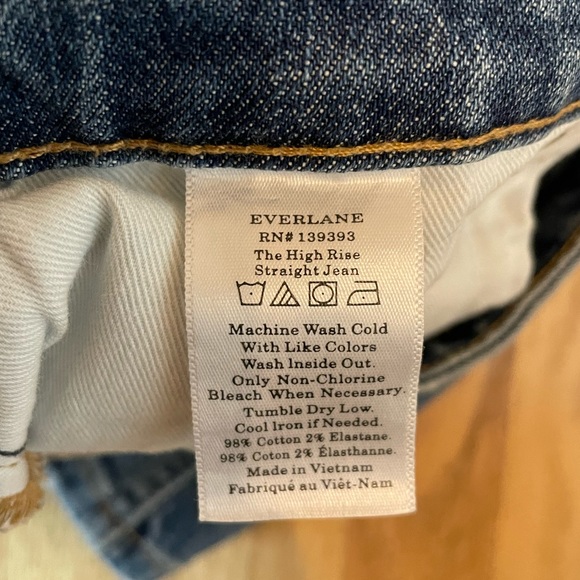 EVERLANE
RN# 139393
The High Rise
Straight Jean
Machine Wash Cold
With Like Colors
Wash Inside Out.
Only Non-Chlorine
Bleach When Necessary.
Tumble Dry Low.
Cool Iron if Needed.
98% Cotton 2% Elastane.
98% Coton 2% Élasthanne.
Made in Vietnam
Fabriqué au Viêt-Nam